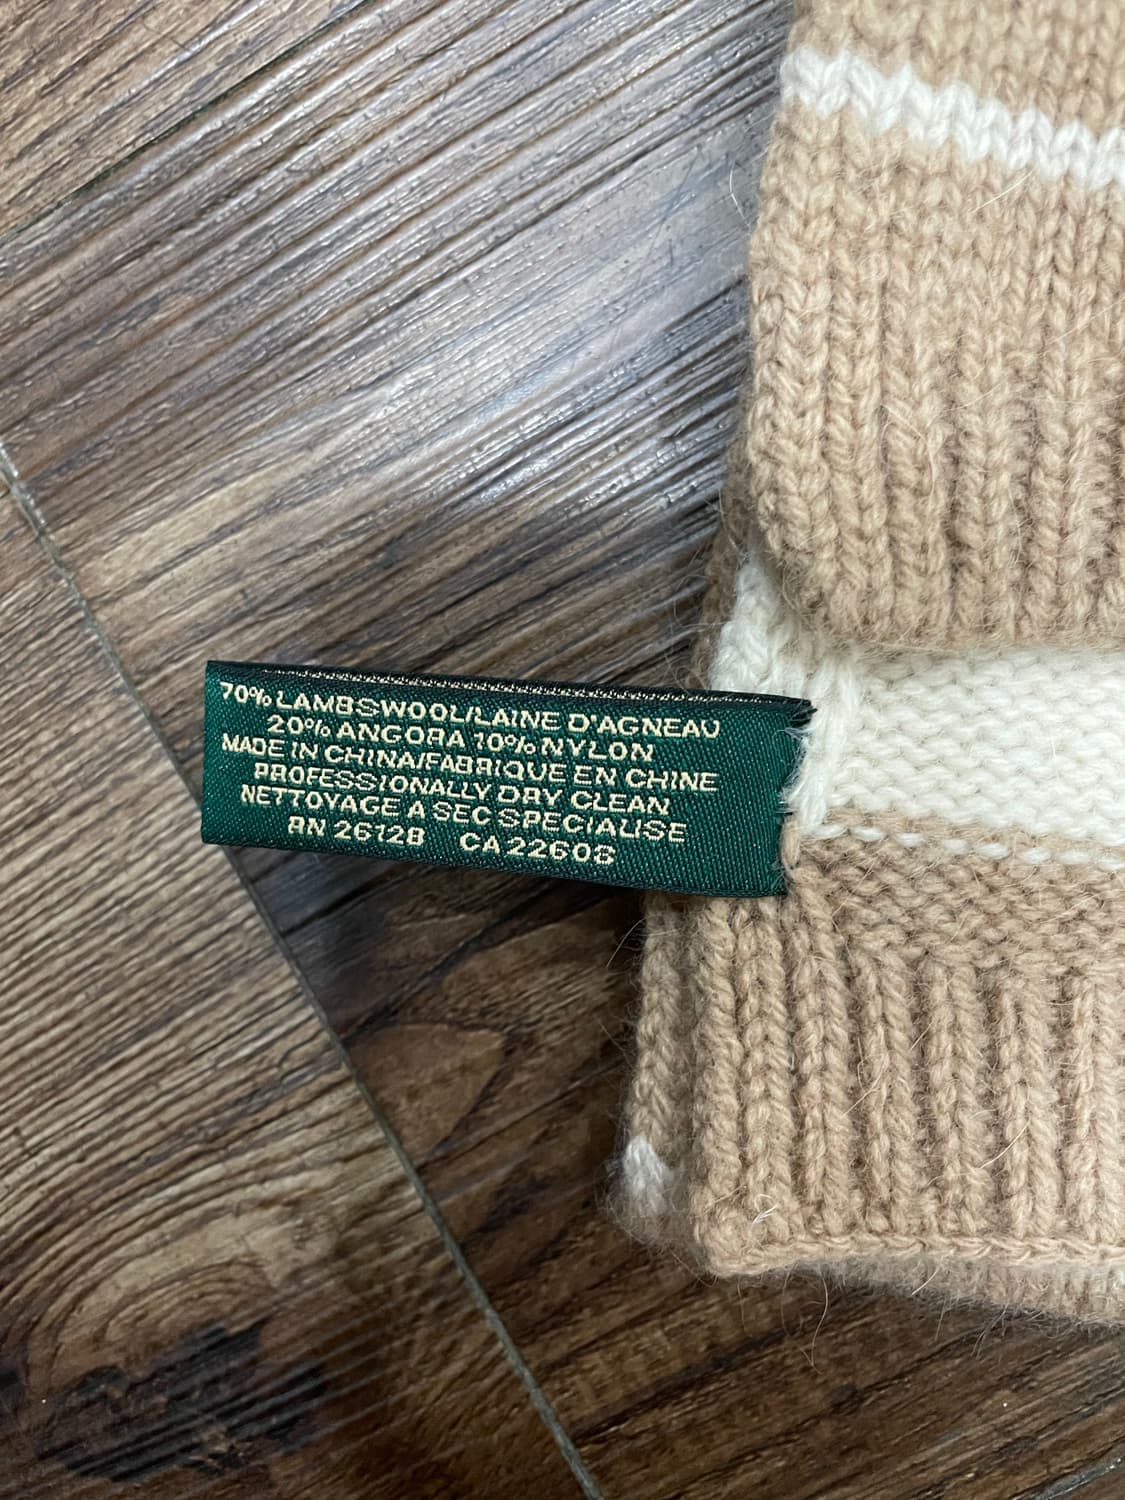 70% LAMBSWOOL/LAINE D'AGNEAU
20% ANGORA 10% NYLON
MADE IN CHINA/FABRIQUE EN CHINE
PROFESSIONALLY DRY CLEAN
NETTOYAGE A SEC SPECIALISE
RN 26128 CA 22608